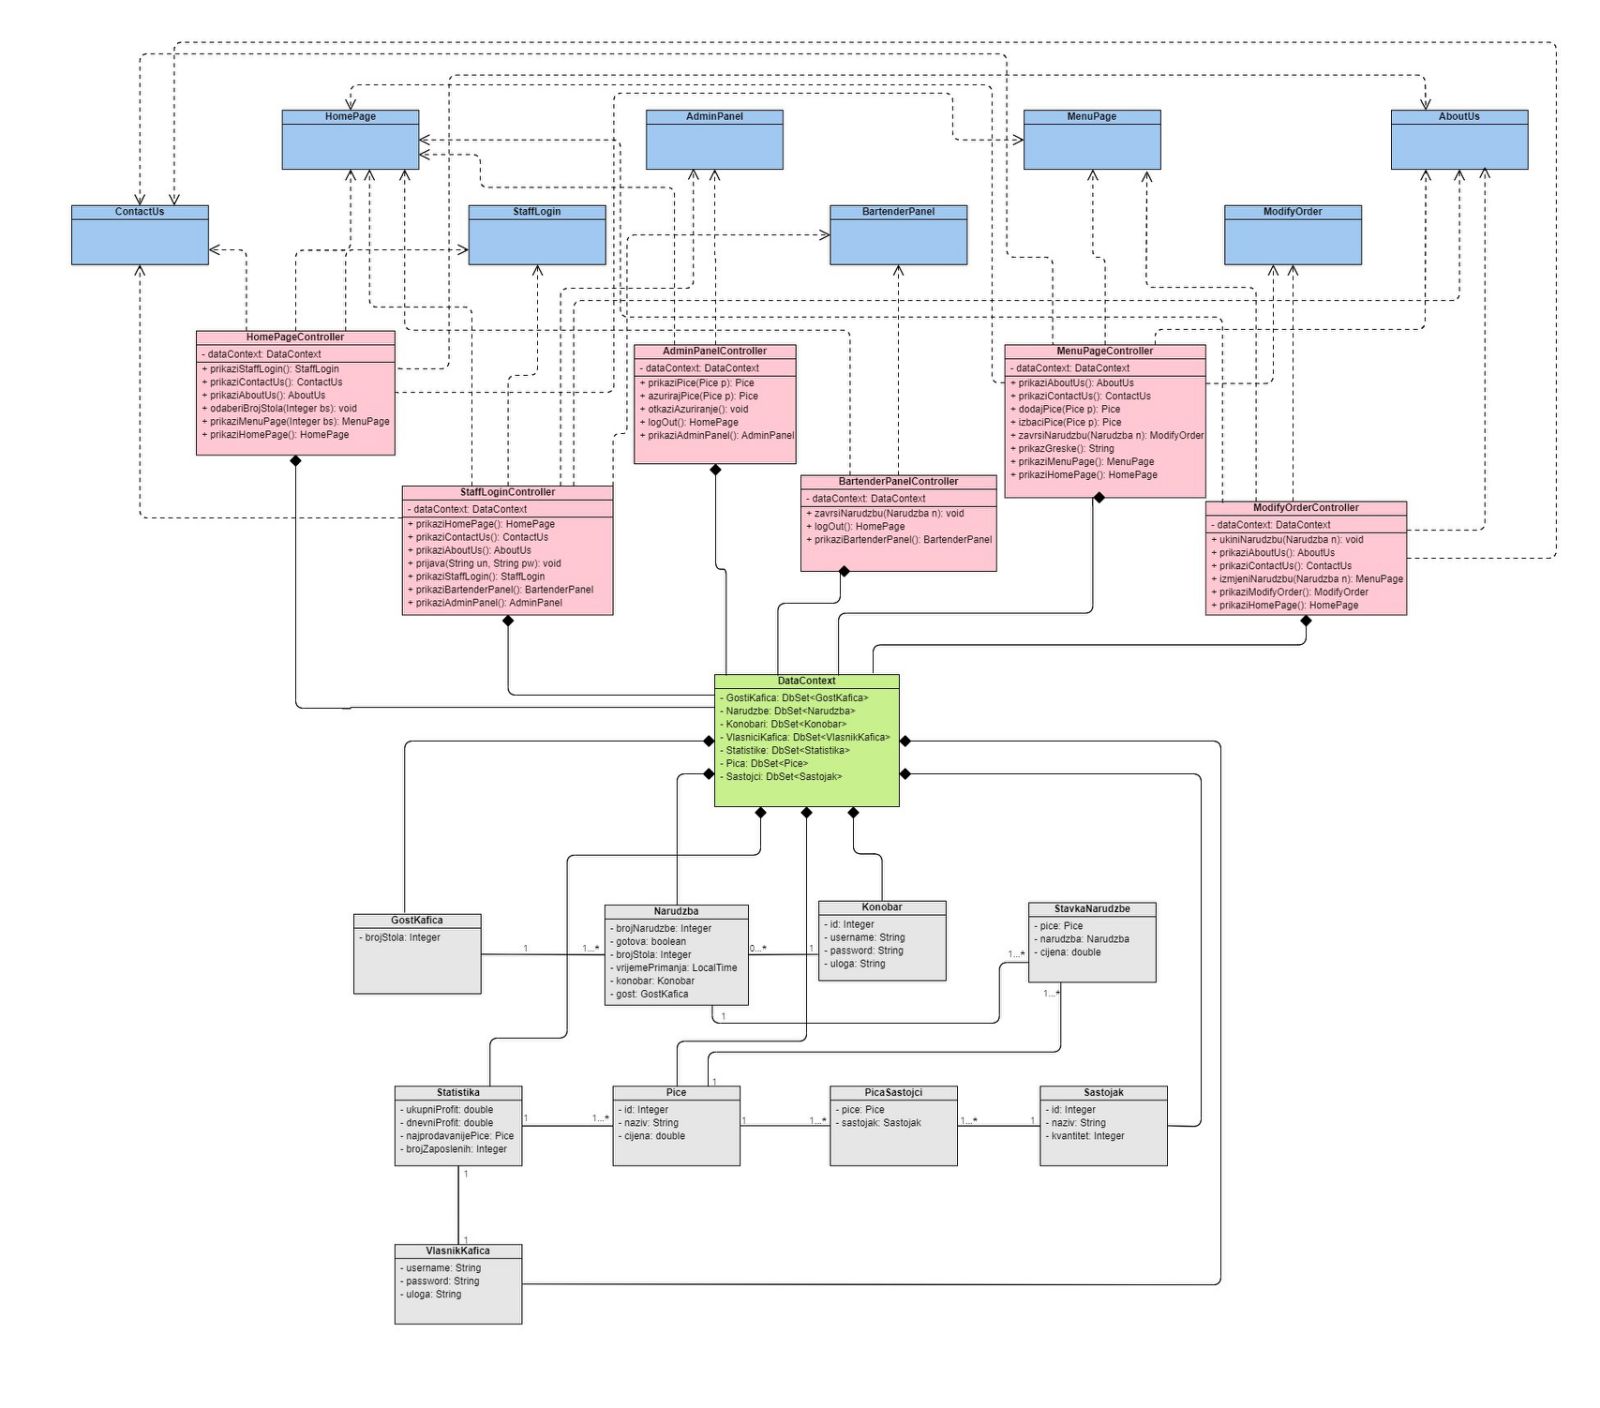 HomePage
AdminPanel
MenuPage
AboutUs
ContactUs
StaffLogin
BartenderPanel
ModifyOrder
HomePageController
- dataContext: DataContext
+ prikaziStaffLogin(): StaffLogin
+ prikaziContactUs(): ContactUs
+ prikaziAboutUs(): AboutUs
+ odaberiBrojStola(Integer bs): void
+ prikaziMenuPage(Integer bs): MenuPage
+ prikaziHomePage(): HomePage
AdminPanelController
- dataContext: DataContext
+ prikaziPice(Pice p): Pice
+ azurirajPice(Pice p): Pice
+ otkaziAzuriranje(): void
+ logOut(): HomePage
+ prikaziAdminPanel(): AdminPanel
MenuPageController
- dataContext: DataContext
+ prikaziAboutUs(): AboutUs
+ prikaziContactUs(): ContactUs
+ dodajPice(Pice p): Pice
+ izbaciPice(Pice p): Pice
+ zavrsiNarudzbu(Narudzba n): ModifyOrder
+ prikazGreske(): String
+ prikaziMenuPage(): MenuPage
+ prikaziHomePage(): HomePage
StaffLoginController
- dataContext: DataContext
+ prikaziHomePage(): HomePage
+ prikaziContactUs(): ContactUs
+ prikaziAboutUs(): AboutUs
+ prijava(String un, String pw): void
+ prikaziStaffLogin(): StaffLogin
+ prikaziBartenderPanel(): BartenderPanel
+ prikaziAdminPanel(): AdminPanel
BartenderPanelController
- dataContext: DataContext
+ zavrsiNarudzbu(Narudzba n): void
+ logOut(): HomePage
+ prikaziBartenderPanel(): BartenderPanel
ModifyOrderController
- dataContext: DataContext
+ ukiniNarudzbu(Narudzba n): void
+ prikaziAboutUs(): AboutUs
+ prikaziContactUs(): ContactUs
+ izmjeniNarudzbu(Narudzba n): MenuPage
+ prikaziModifyOrder(): ModifyOrder
+ prikaziHomePage(): HomePage
DataContext
- GostiKafica: DbSet<GostKafica>
- Narudzbe: DbSet<Narudzba>
- Konobari: DbSet<Konobar>
- VlasniciKafica: DbSet<VlasnikKafica>
- Statistike: DbSet<Statistika>
- Pica: DbSet<Pice>
- Sastojci: DbSet<Sastojak>
GostKafica
- brojStola: Integer
1
1...*
Narudzba
- brojNarudzbe: Integer
- gotova: boolean
- brojStola: Integer
- vrijemePrimanja: LocalTime
- konobar: Konobar
- gost: GostKafica
0...*
1
Konobar
- id: Integer
- username: String
- password: String
- uloga: String
StavkaNarudzbe
- pice: Pice
- narudzba: Narudzba
- cijena: double
1...*
1...*
1
1
Statistika
- ukupniProfit: double
- dnevniProfit: double
- najprodavanijePice: Pice
- brojZaposlenih: Integer
1
1...*
Pice
- id: Integer
- naziv: String
- cijena: double
1
1...*
PicaSastojci
- pice: Pice
- sastojak: Sastojak
1...*
1
Sastojak
- id: Integer
- naziv: String
- kvantitet: Integer
1
1
VlasnikKafica
- username: String
- password: String
- uloga: String